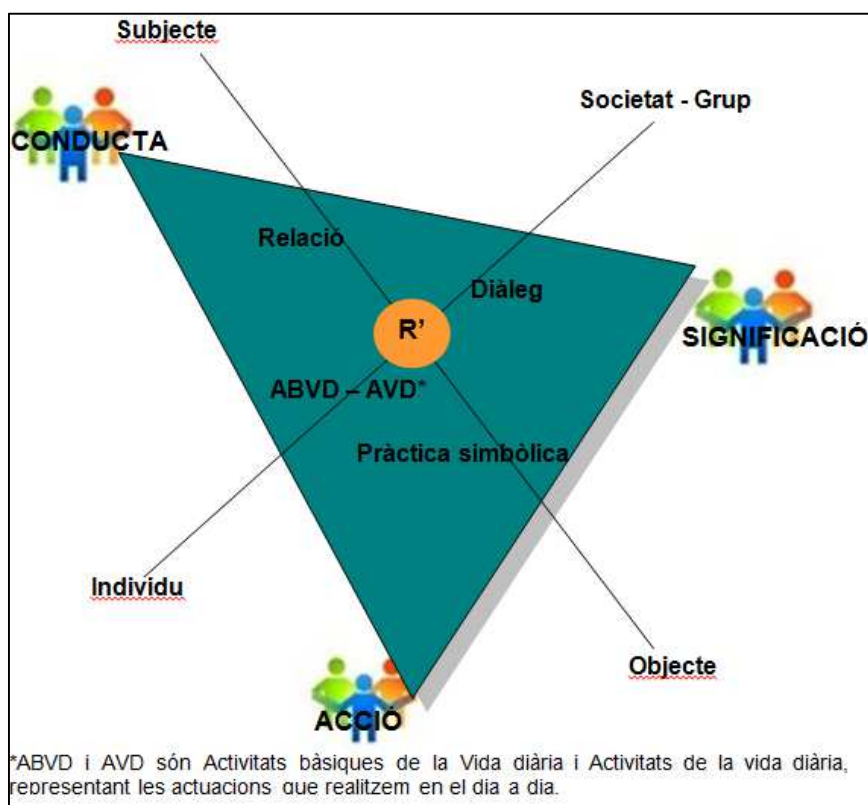 Subjecte
Societat - Grup
CONDUCTA
Relació
Diàleg
R’
SIGNIFICACIÓ
ABVD – AVD*
Pràctica simbòlica
Individu
Objecte
ACCIÓ
*ABVD i AVD són Activitats bàsiques de la Vida diària i Activitats de la vida diària,
representant les actuacions que realitzem en el dia a dia.